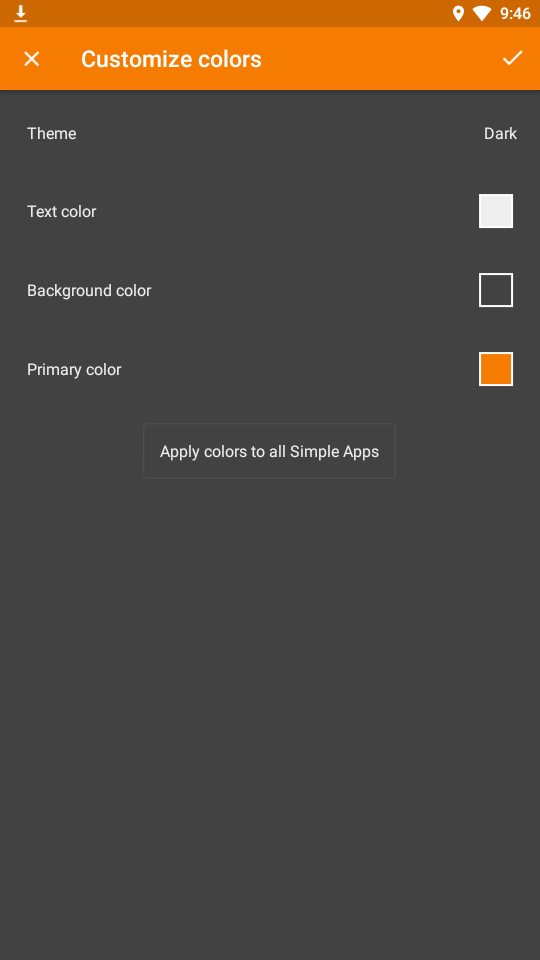 9:46
Customize colors
Theme
Dark
Text color
Background color
Primary color
Apply colors to all Simple Apps